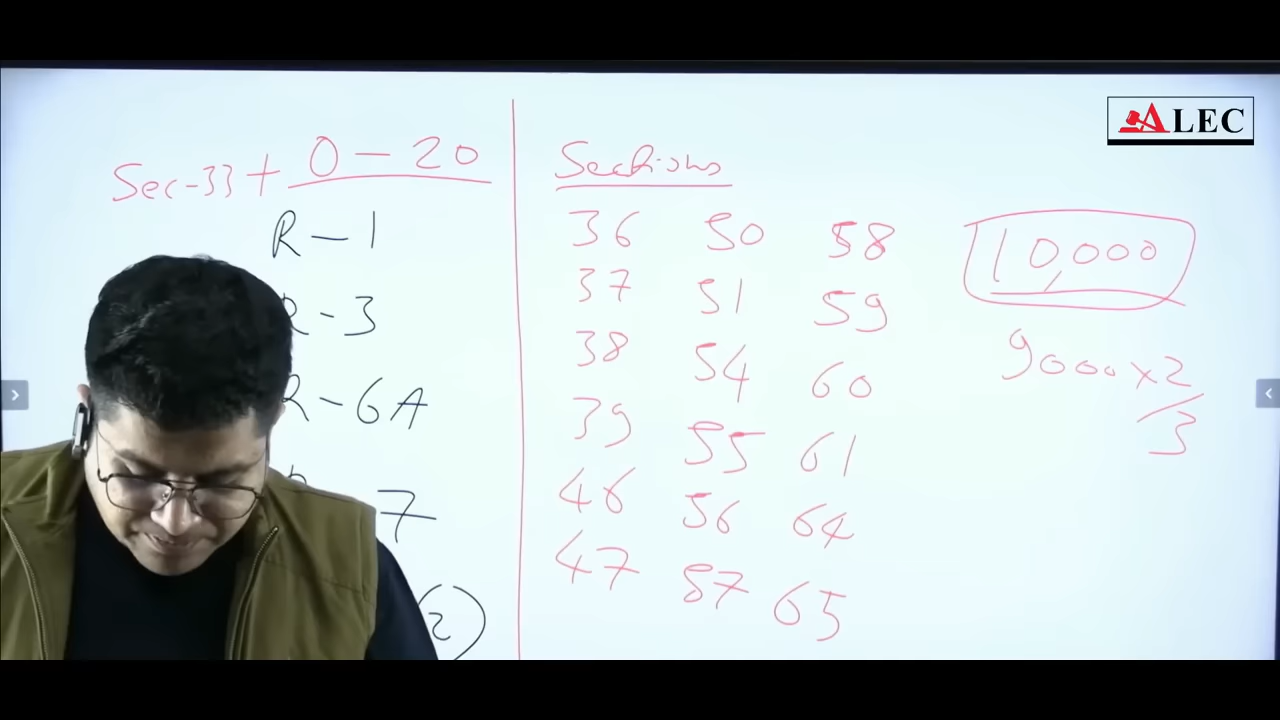 ALEC
Sec-33 + 0 - 20
R - 1
R - 3
R - 6A
7
(2)
Sections
36 50 58
37 51 59
38 54 60
39 55 61
46 56 64
47 57 65
10,000
9000 x 2
3